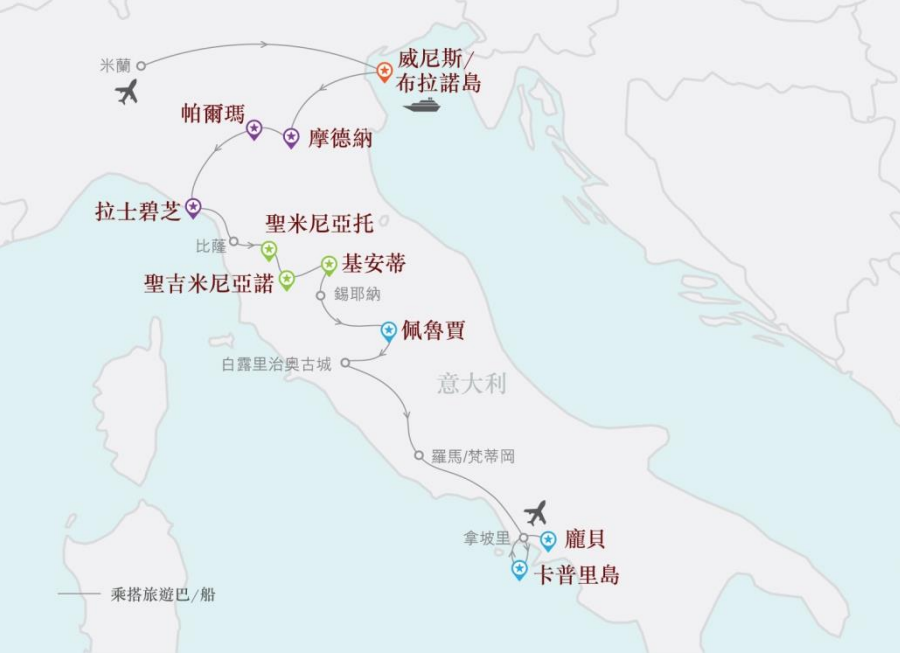 米蘭
威尼斯/
布拉諾島
帕爾瑪
摩德納
拉士碧芝
比薩
聖米尼亞托
聖吉米尼亞諾
基安蒂
錫耶納
佩魯賈
白露里治奧古城
意大利
羅馬/梵蒂岡
拿坡里
龐貝
卡普里島
乘搭旅遊巴/船